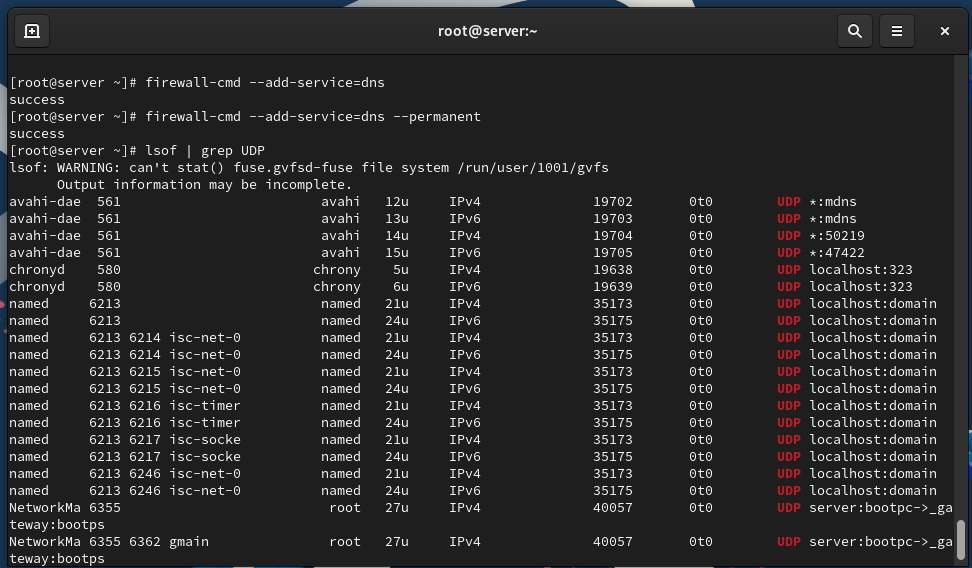 root@server:~
[root@server ~]# firewall-cmd --add-service=dns
success
[root@server ~]# firewall-cmd --add-service=dns --permanent
success
[root@server ~]# lsof | grep UDP
lsof: WARNING: can't stat() fuse.gvfsd-fuse file system /run/user/1001/gvfs
      Output information may be incomplete.
avahi-dae  561                         avahi   12u     IPv4              19702       0t0        UDP *:mdns
avahi-dae  561                         avahi   13u     IPv6              19703       0t0        UDP *:mdns
avahi-dae  561                         avahi   14u     IPv4              19704       0t0        UDP *:50219
avahi-dae  561                         avahi   15u     IPv6              19705       0t0        UDP *:47422
chronyd    580                        chrony    5u     IPv4              19638       0t0        UDP localhost:323
chronyd    580                        chrony    6u     IPv6              19639       0t0        UDP localhost:323
named     6213                         named   21u     IPv4              35173       0t0        UDP localhost:domain
named     6213                         named   24u     IPv6              35175       0t0        UDP localhost:domain
named     6213 6214 isc-net-0          named   21u     IPv4              35173       0t0        UDP localhost:domain
named     6213 6214 isc-net-0          named   24u     IPv6              35175       0t0        UDP localhost:domain
named     6213 6215 isc-net-0          named   21u     IPv4              35173       0t0        UDP localhost:domain
named     6213 6215 isc-net-0          named   24u     IPv6              35175       0t0        UDP localhost:domain
named     6213 6216 isc-timer          named   21u     IPv4              35173       0t0        UDP localhost:domain
named     6213 6216 isc-timer          named   24u     IPv6              35175       0t0        UDP localhost:domain
named     6213 6217 isc-socke          named   21u     IPv4              35173       0t0        UDP localhost:domain
named     6213 6217 isc-socke          named   24u     IPv6              35175       0t0        UDP localhost:domain
named     6213 6246 isc-net-0          named   21u     IPv4              35173       0t0        UDP localhost:domain
named     6213 6246 isc-net-0          named   24u     IPv6              35175       0t0        UDP localhost:domain
NetworkMa 6355                          root   27u     IPv4              40057       0t0        UDP server:bootpc->_ga
teway:bootps
NetworkMa 6355 6362 gmain               root   27u     IPv4              40057       0t0        UDP server:bootpc->_ga
teway:bootps